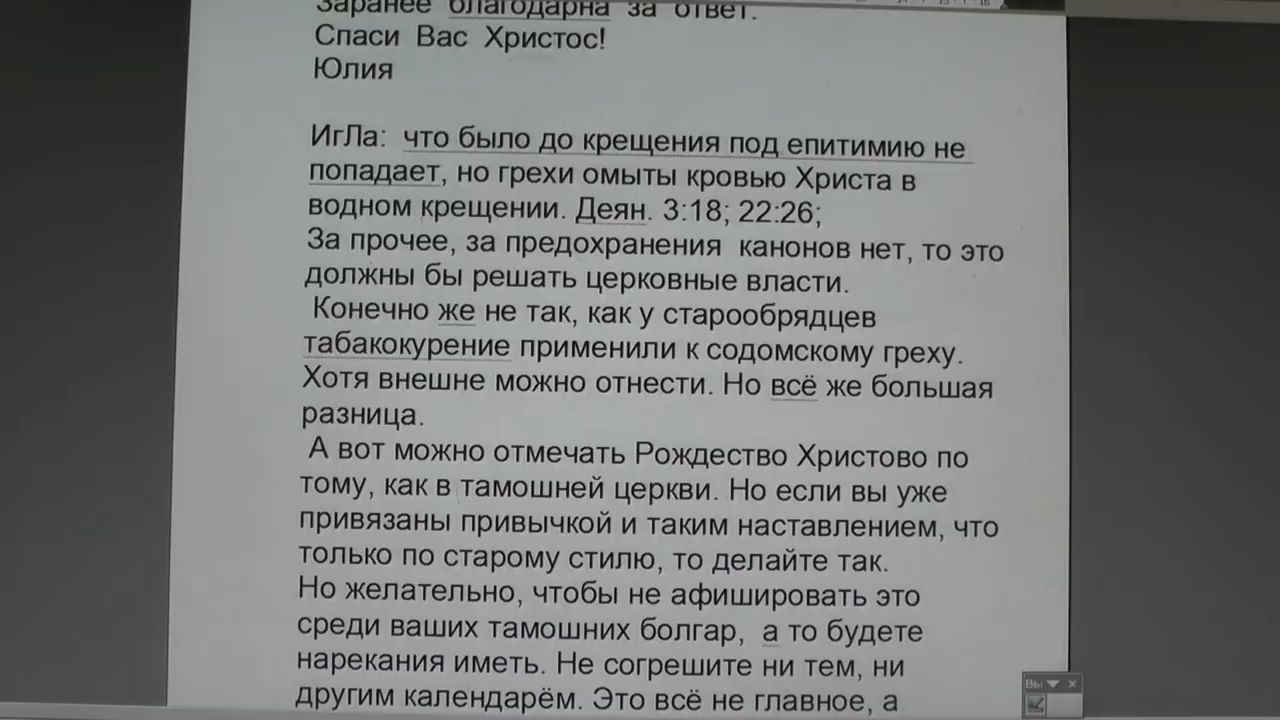 Заранее благодарна за ответ.
Спаси Вас Христос!
Юлия
ИгЛа: что было до крещения под епитимию не
попадает, но грехи омыты кровью Христа в
водном крещении. Деян. 3:18; 22:26;
За прочее, за предохранения канонов нет, то это
должны бы решать церковные власти.
Конечно же не так, как у старообрядцев
табакокурение применили к содомскому греху.
Хотя внешне можно отнести. Но всё же большая
разница.
А вот можно отмечать Рождество Христово по
тому, как в тамошней церкви. Но если вы уже
привязаны привычкой и таким наставлением, что
только по старому стилю, то делайте так.
Но желательно, чтобы не афишировать это
среди ваших тамошних болгар, а то будете
нарекания иметь. Не согрешите ни тем, ни
другим календарём. Это всё не главное, а
Вы